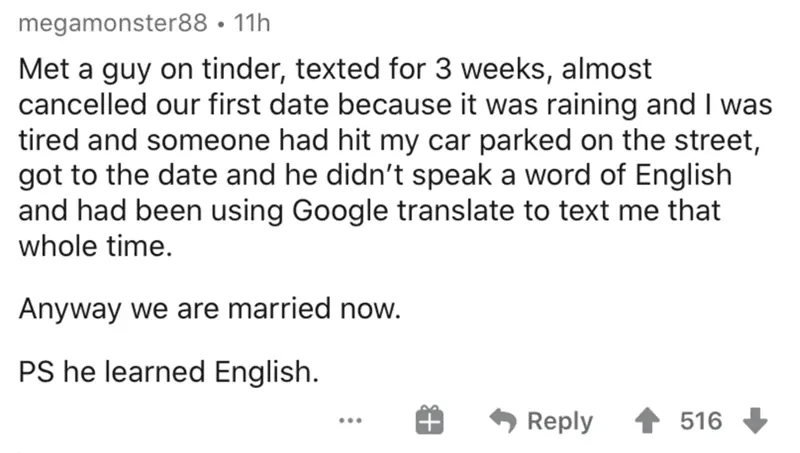 megamonster88 • 11h
Met a guy on tinder, texted for 3 weeks, almost
cancelled our first date because it was raining and I was
tired and someone had hit my car parked on the street,
got to the date and he didn't speak a word of English
and had been using Google translate to text me that
whole time.
Anyway we are married now.
PS he learned English.
... Reply 516